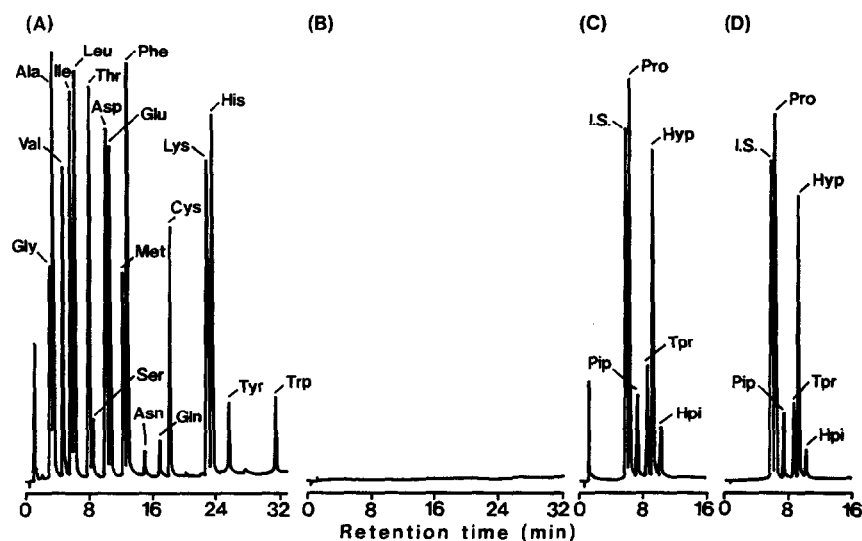 (A) (B) (C) (D)
Ala
Ile
Leu
Thr
Phe
Asp
Glu
Val
Lys
His
Cys
Gly
Met
Ser
Asn
Gln
Tyr
Trp
I.S.
Pro
Hyp
Pip
Tpr
Hpi
I.S.
Pro
Hyp
Pip
Tpr
Hpi
0 8 16 24 32 0 8 16 24 32 0 8 16 0 8 16
Retention time (min)